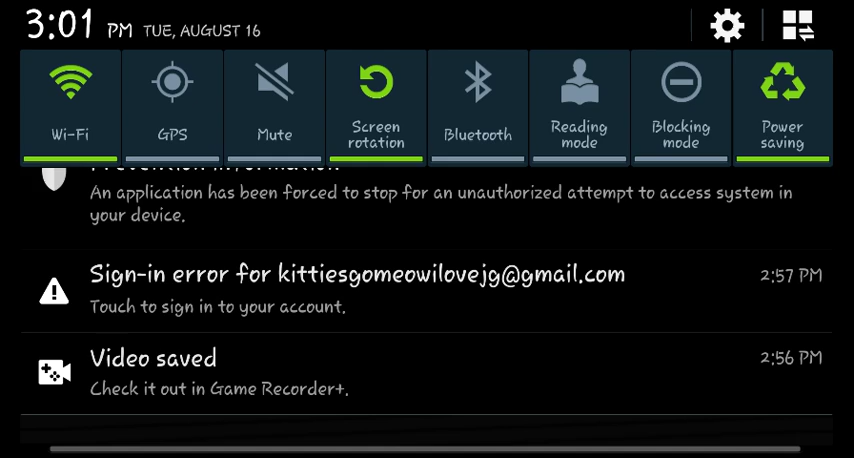 3:01 PM TUE, AUGUST 16
Wi-Fi
GPS
Mute
Screen
rotation
Bluetooth
Reading
mode
Blocking
mode
Power
saving
Prevention information
An application has been forced to stop for an unauthorized attempt to access system in
your device.
Sign-in error for kittiesgomeowilovejg@gmail.com
2:57 PM
Touch to sign in to your account.
Video saved
2:56 PM
Check it out in Game Recorder+.